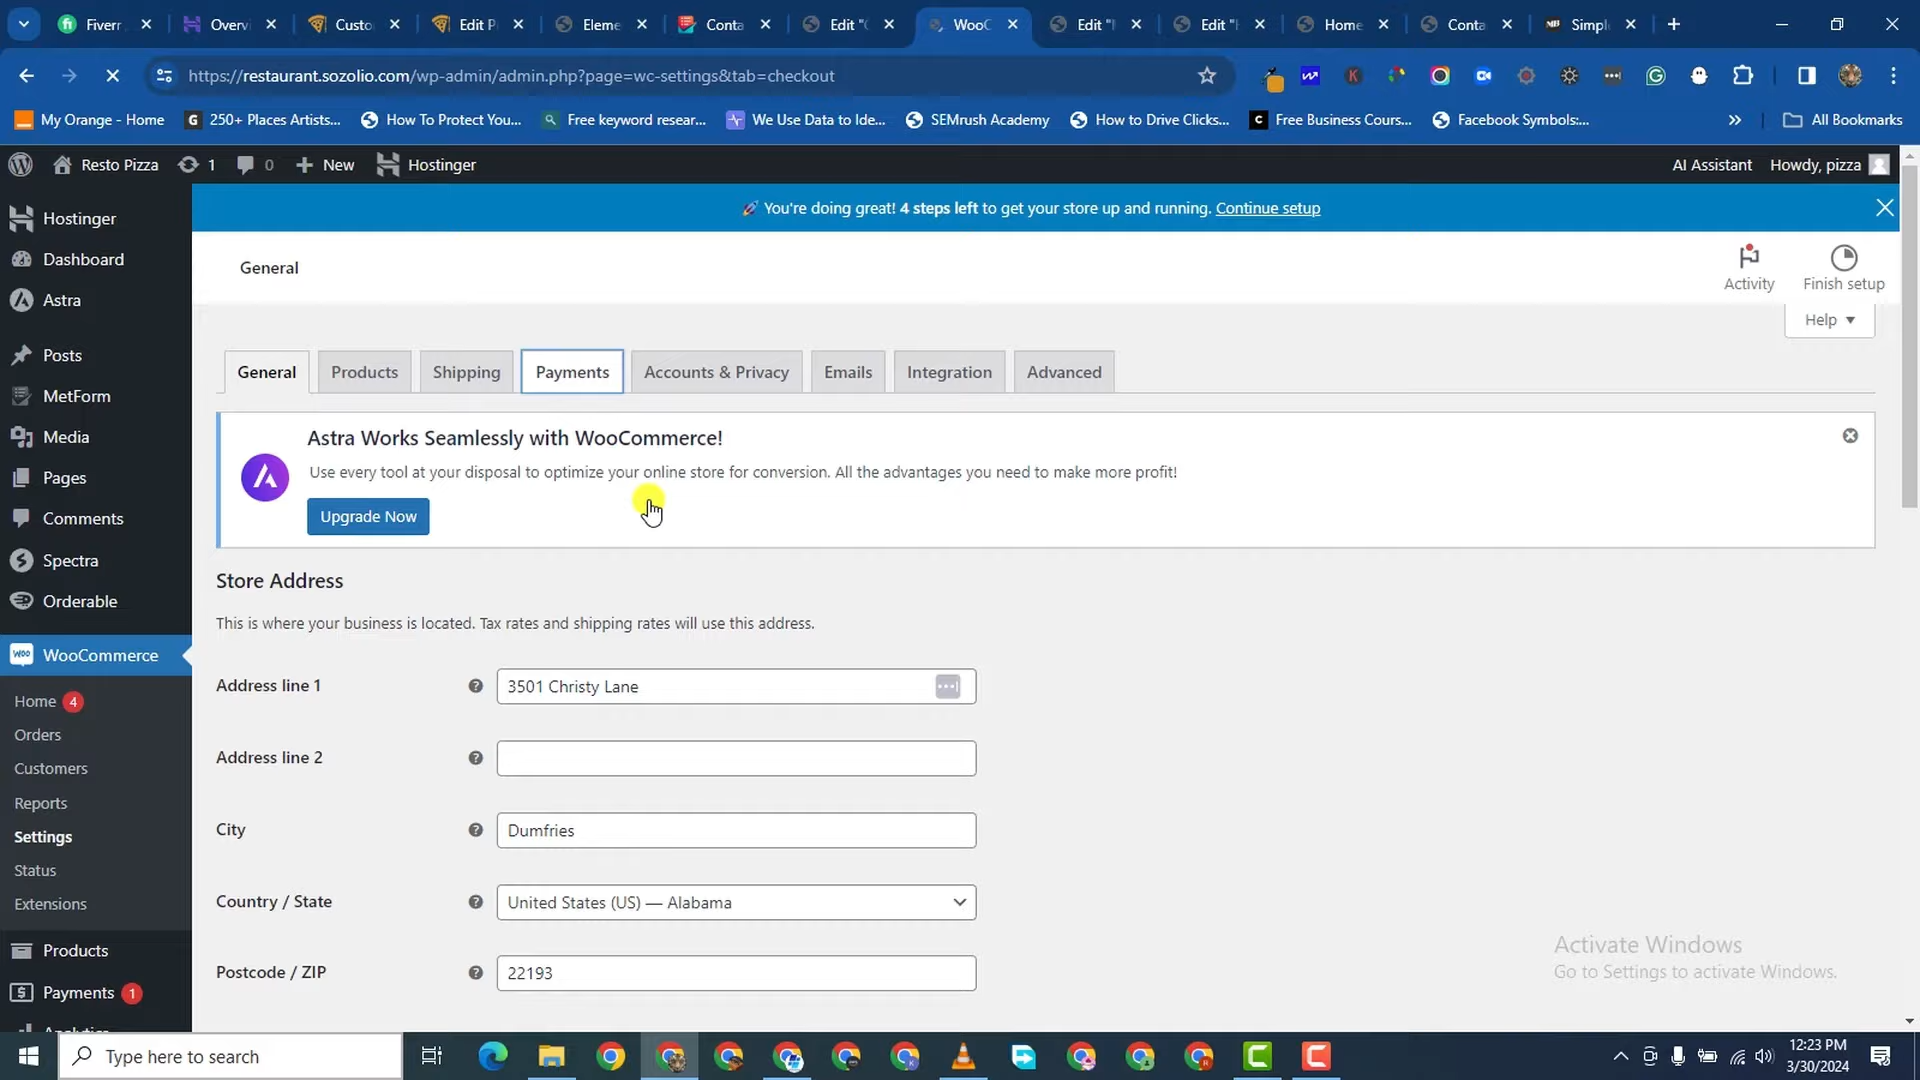 Fiverr
Overvi
Custo
Edit P
Eleme
Conta
Edit "C
WooC
Edit "
Edit "
Home
Conta
Simpl
https://restaurant.sozolio.com/wp-admin/admin.php?page=wc-settings&tab=checkout
My Orange - Home
250+ Places Artists...
How To Protect You...
Free keyword resear...
We Use Data to Ide...
SEMrush Academy
How to Drive Clicks...
Free Business Cours...
Facebook Symbols:...
All Bookmarks
Resto Pizza
1
0
New
Hostinger
AI Assistant
Howdy, pizza
🚀 You're doing great! 4 steps left to get your store up and running. Continue setup
Hostinger
Dashboard
Astra
Posts
MetForm
Media
Pages
Comments
Spectra
Orderable
WooCommerce
Home 4
Orders
Customers
Reports
Settings
Status
Extensions
Products
Payments 1
General
Activity
Finish setup
Help
General
Products
Shipping
Payments
Accounts & Privacy
Emails
Integration
Advanced
Astra Works Seamlessly with WooCommerce!
Use every tool at your disposal to optimize your online store for conversion. All the advantages you need to make more profit!
Upgrade Now
Store Address
This is where your business is located. Tax rates and shipping rates will use this address.
Address line 1
3501 Christy Lane
Address line 2
City
Dumfries
Country / State
United States (US) — Alabama
Postcode / ZIP
22193
Activate Windows
Go to Settings to activate Windows.
Type here to search
12:23 PM
3/30/2024